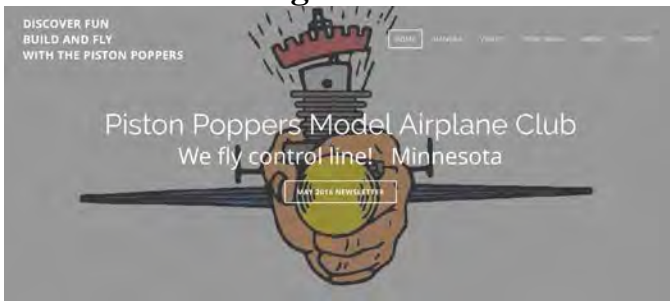 DISCOVER FUN
BUILD AND FLY
WITH THE PISTON POPPERS
HOME
Piston Poppers Model Airplane Club
We fly control line! Minnesota
MAY 2016 NEWSLETTER